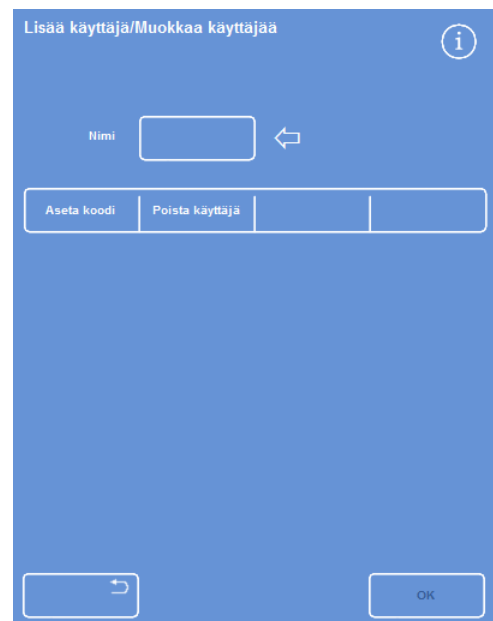 Lisää käyttäjä/Muokkaa käyttäjää
i
Nimi
Aseta koodi Poista käyttäjä
OK